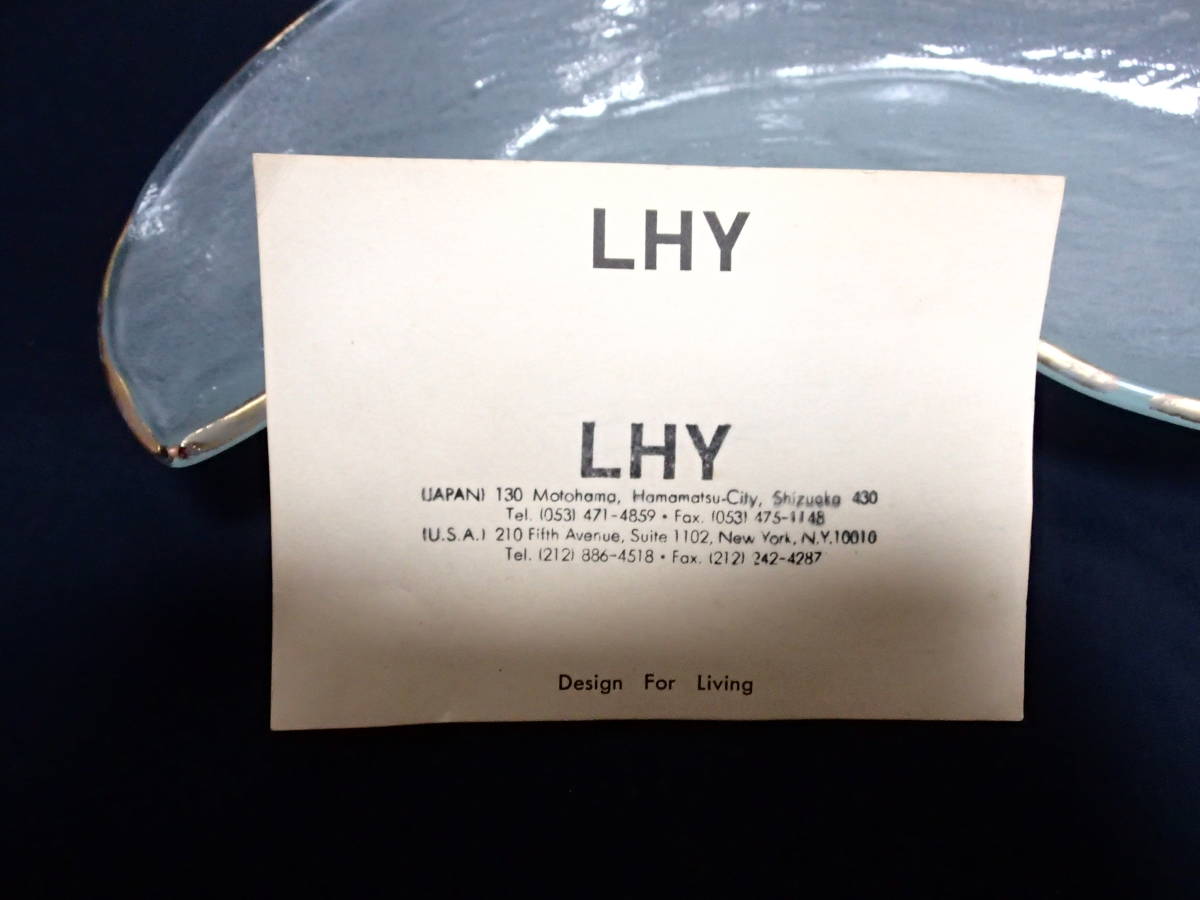 LHY
LHY
(JAPAN) 130 Motohama, Hamamatsu-City, Shizuoka 430
Tel. (053) 471-4859 • Fax. (053) 475-1148
(U.S.A.) 210 Fifth Avenue, Suite 1102, New York, N.Y.10010
Tel. (212) 886-4518 • Fax. (212) 242-4287
Design For Living